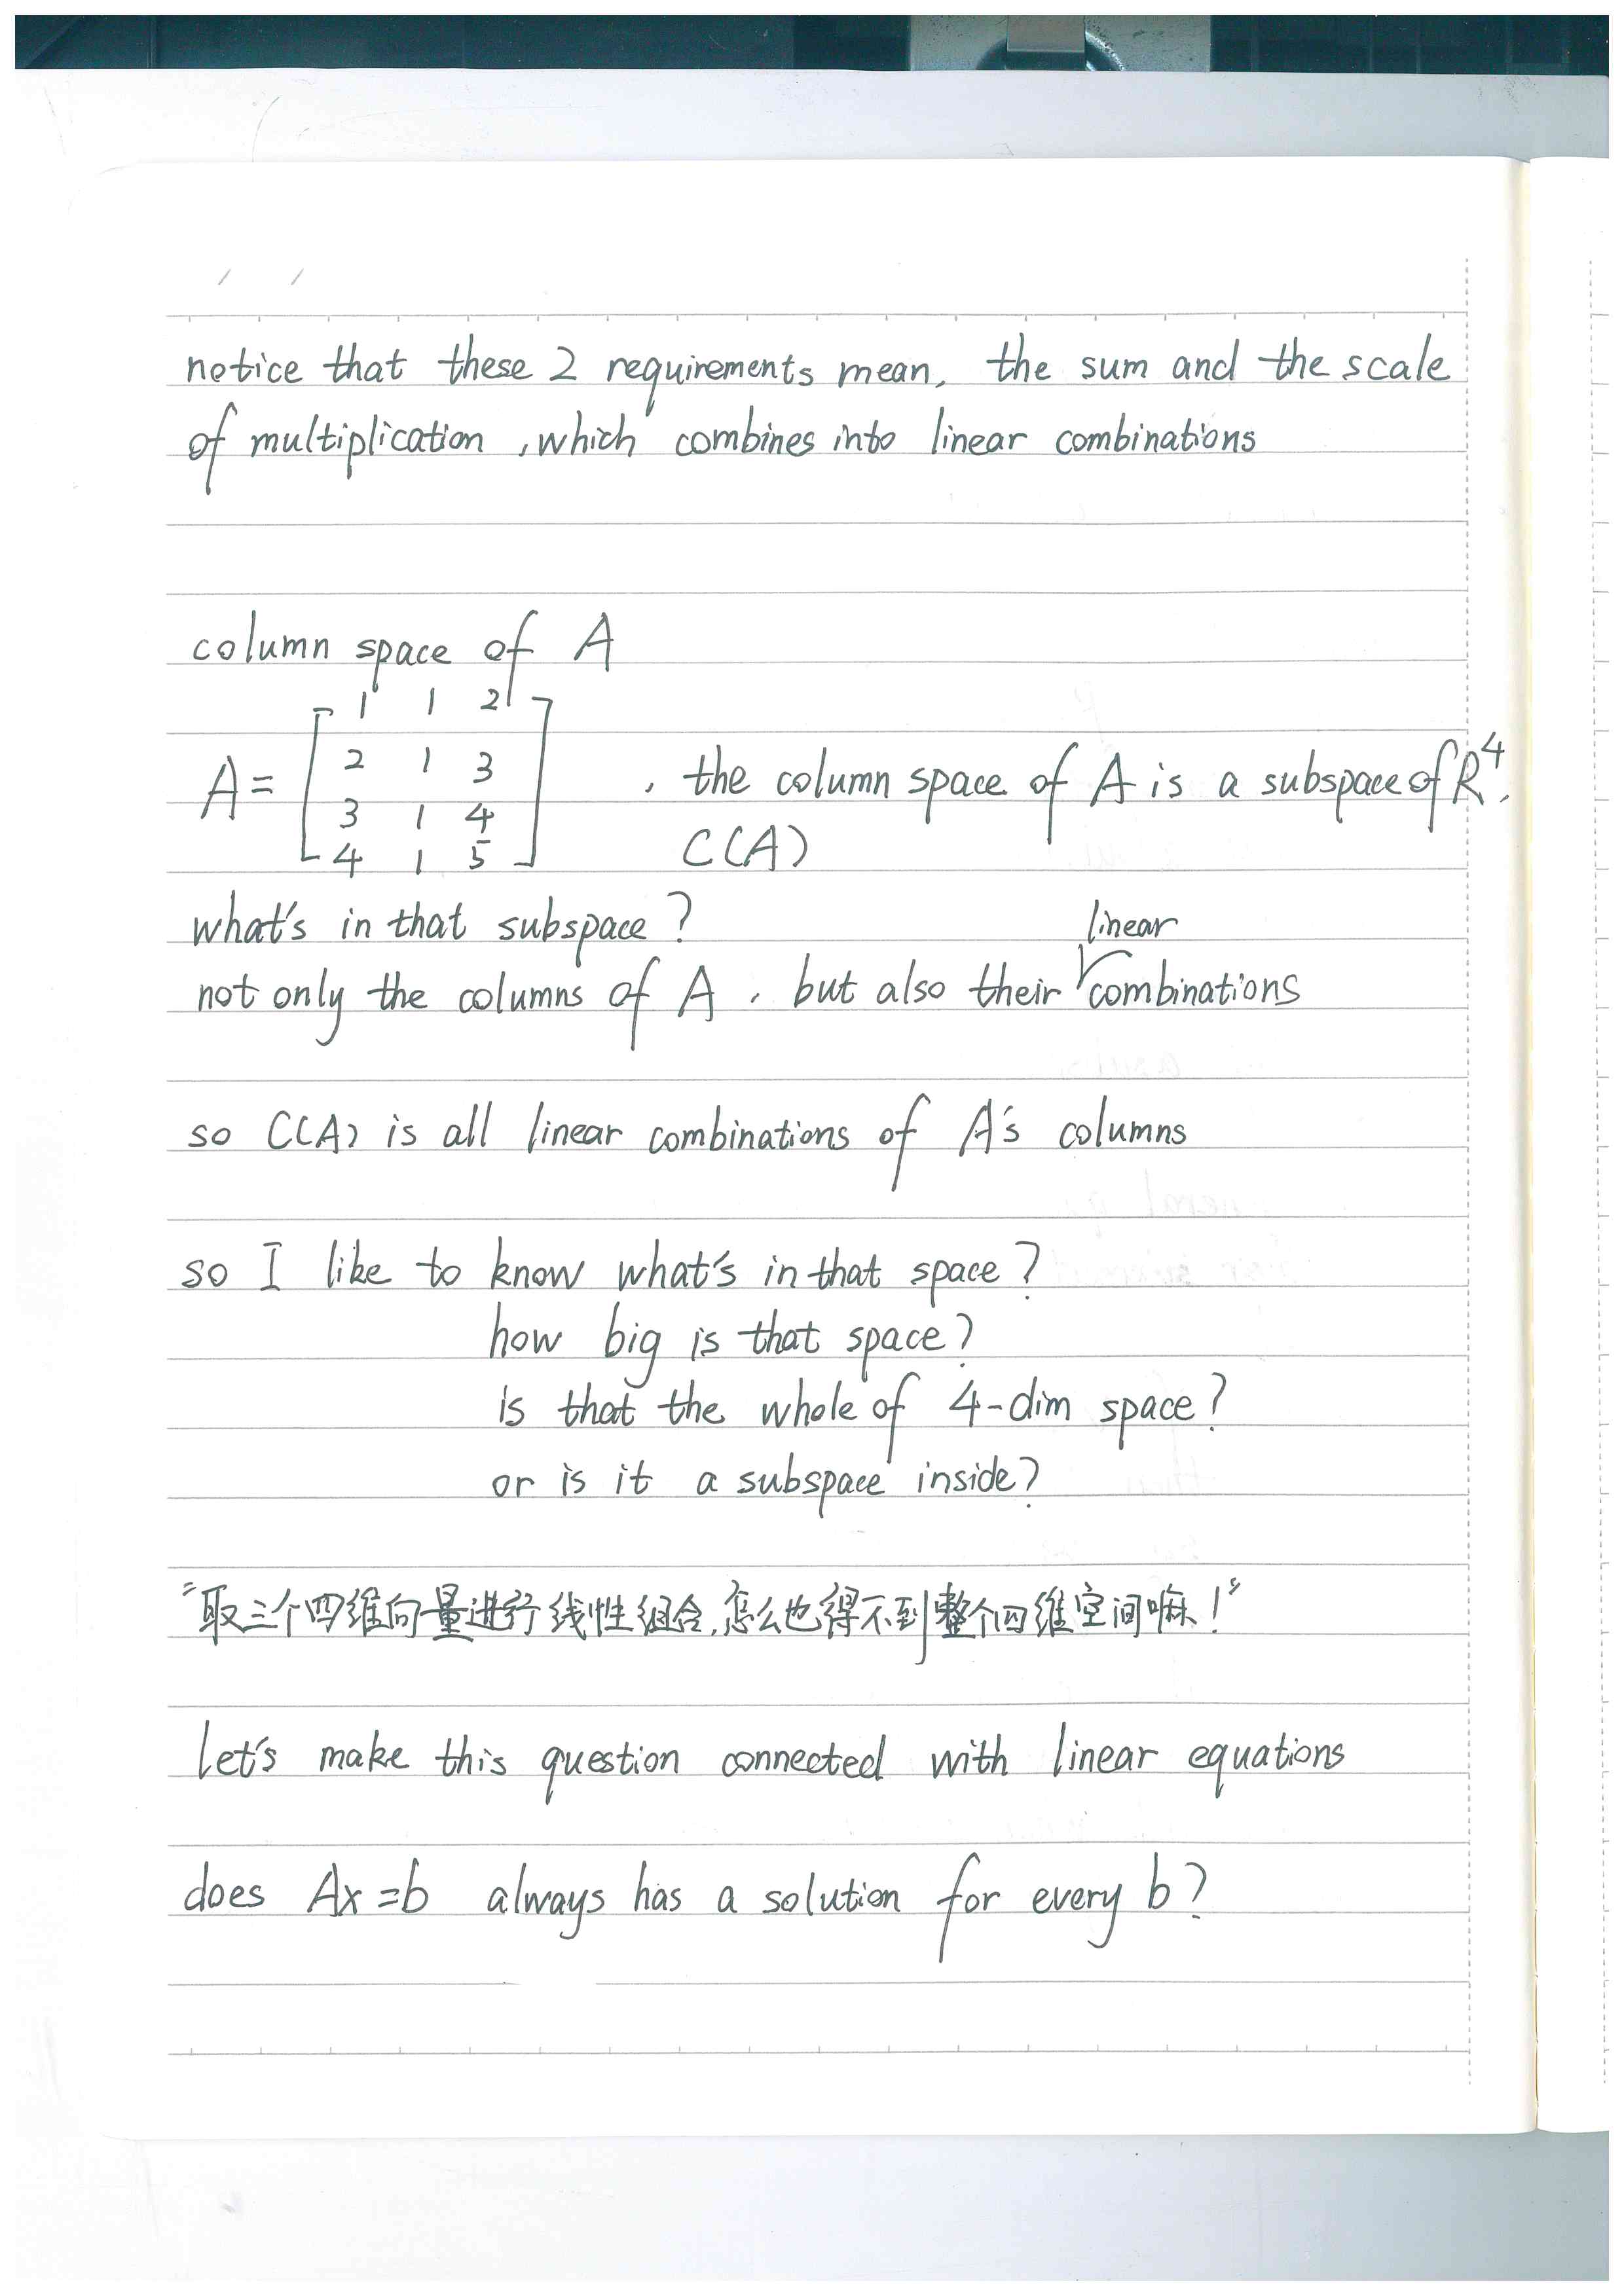 notice that these 2 requirements mean, the sum and the scale
of multiplication, which combines into linear combinations
column space of A
A = [1 1 2
2 1 3
3 1 4
4 1 5], the column space of A is a subspace of R⁴,
C(A)
what's in that subspace?
linear
not only the columns of A, but also their combinations
so C(A) is all linear combinations of A's columns
so I like to know what's in that space?
how big is that space?
is that the whole of 4-dim space?
or is it a subspace inside?
"取三个四维向量进行线性组合,怎么也得不到整个四维空间嘛!"
let's make this question connected with linear equations
does Ax=b always has a solution for every b?